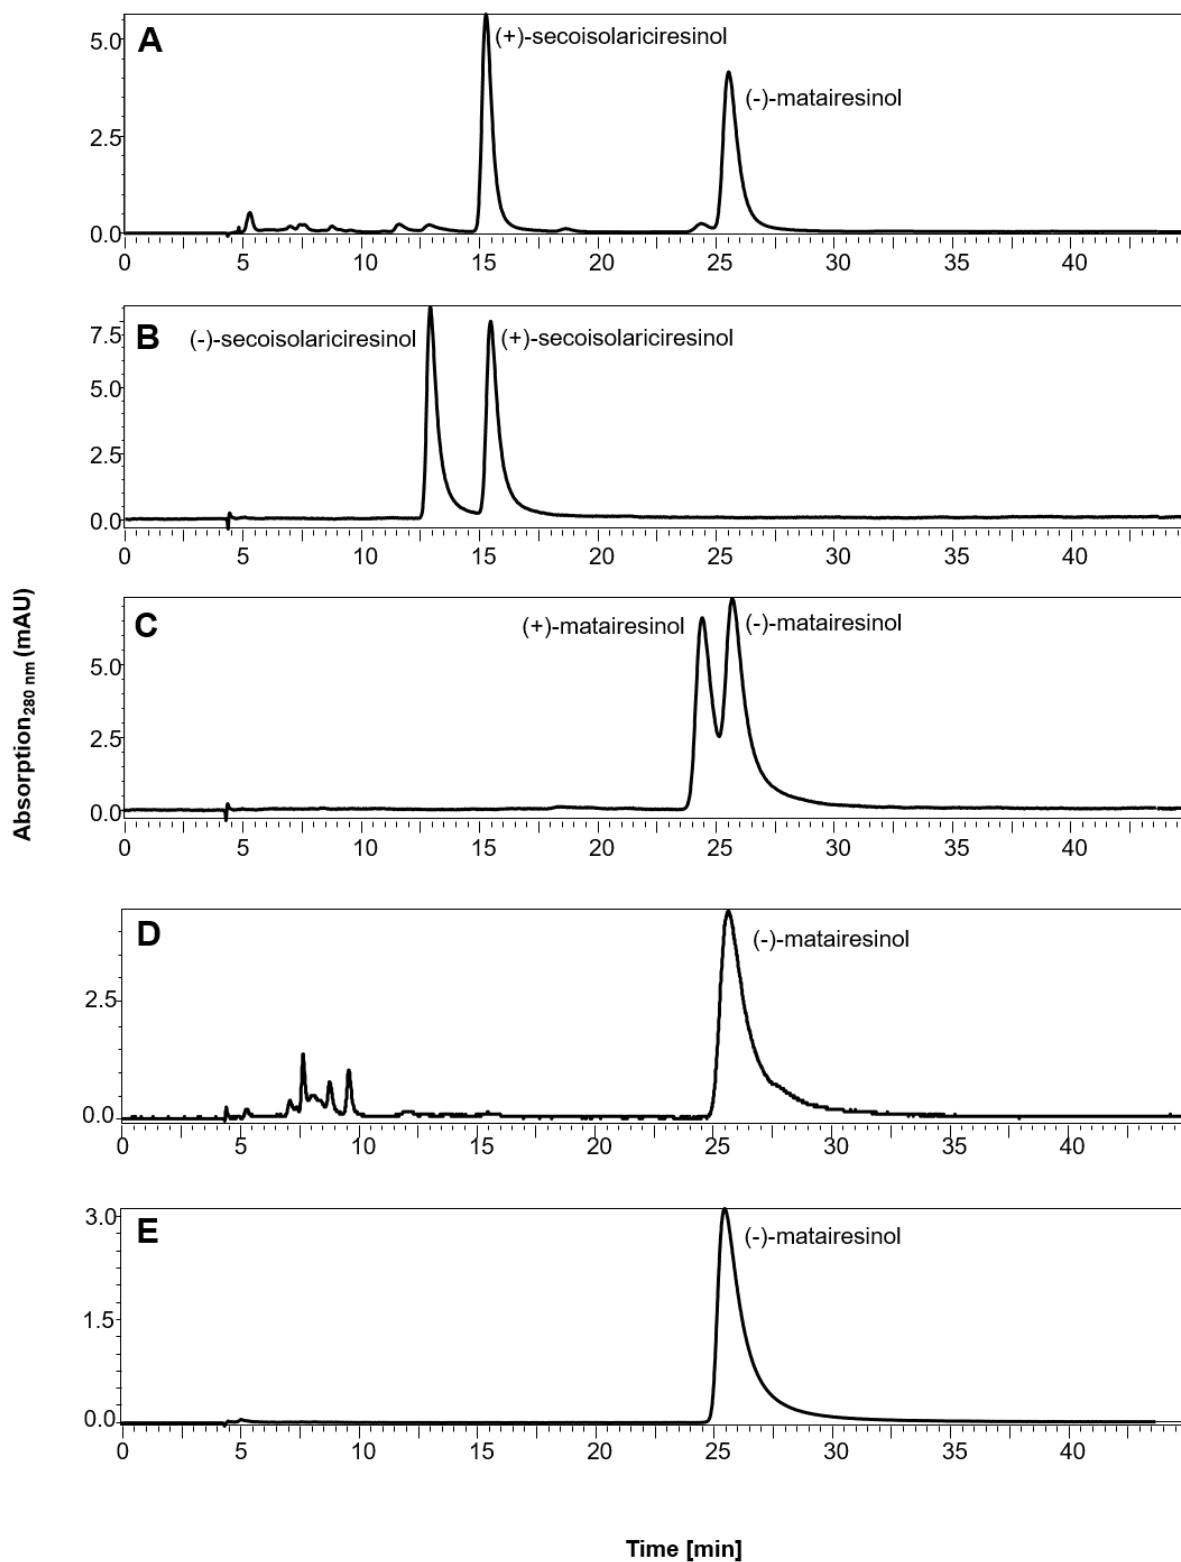 A
(+)-secoisolariciresinol
(-)-matairesinol
5.0
2.5
0.0
0 5 10 15 20 25 30 35 40
B
(-)-secoisolariciresinol
(+)-secoisolariciresinol
7.5
5.0
2.5
0.0
0 5 10 15 20 25 30 35 40
C
(+)-matairesinol
(-)-matairesinol
5.0
2.5
0.0
0 5 10 15 20 25 30 35 40
Absorption280 nm (mAU)
D
(-)-matairesinol
2.5
0.0
0 5 10 15 20 25 30 35 40
E
(-)-matairesinol
3.0
1.5
0.0
0 5 10 15 20 25 30 35 40
Time [min]